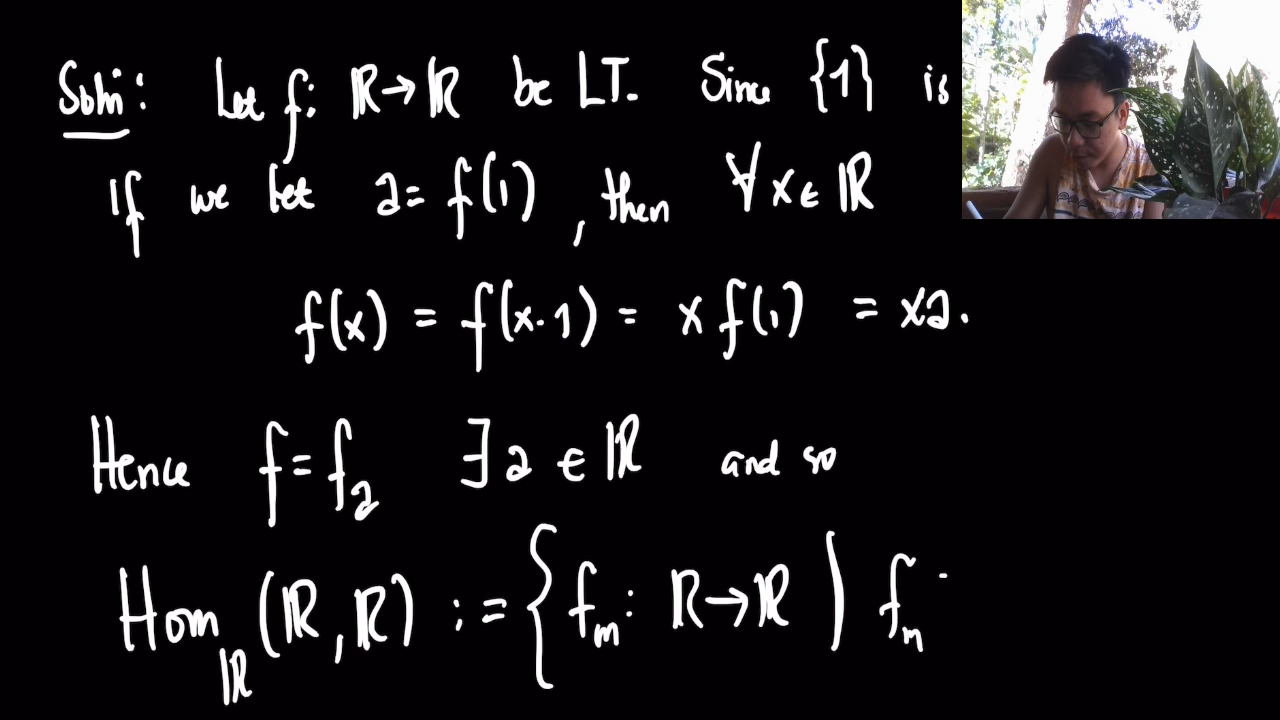 Soln: Let f: ℝ→ℝ be LT. Since {1} is
If we let a = f(1), then ∀x∈ℝ
f(x) = f(x·1) = x f(1) = xa.
Hence f = f_a ∃a∈ℝ and so
Hom_ℝ(ℝ,ℝ) := { f_m: ℝ→ℝ | f_m